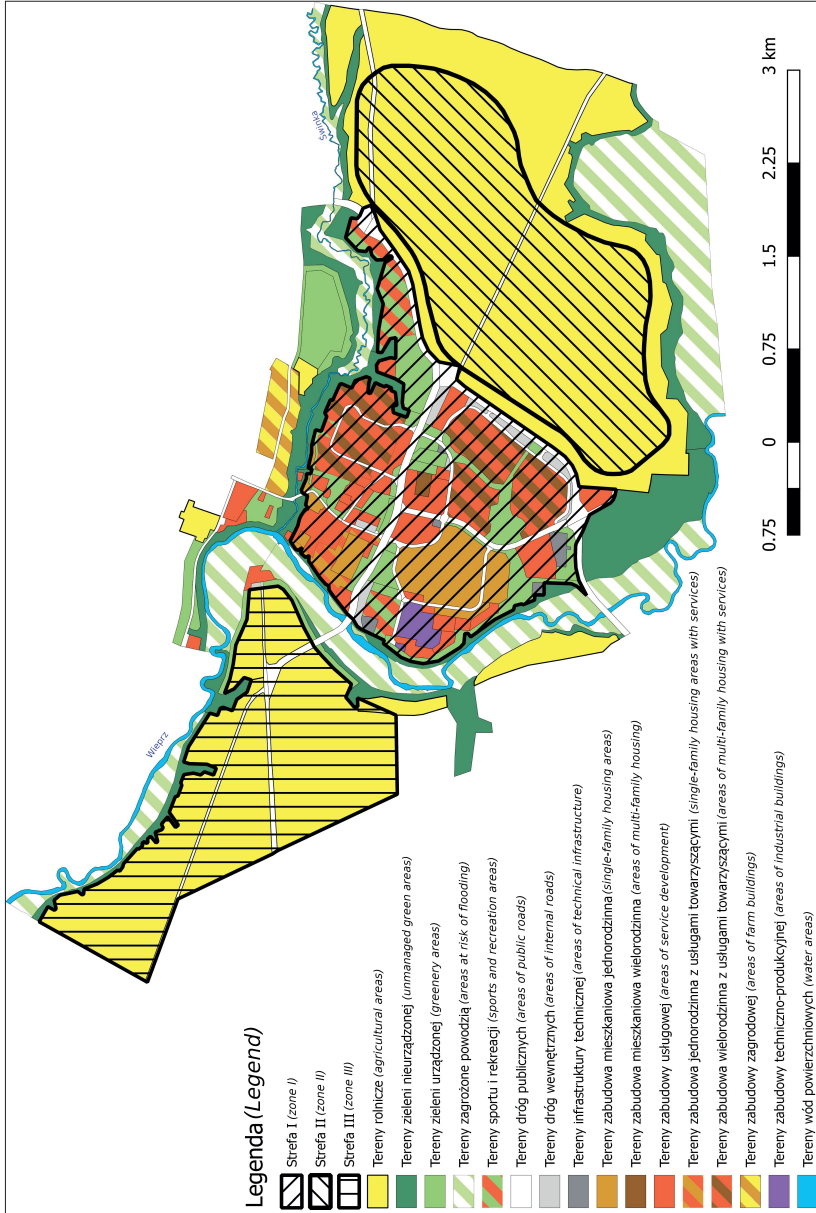 Świnka
Wieprz
3 km
2.25
1.5
0.75
0
0.75
Legenda (Legend)
Strefa I (zone I)
Strefa II (zone II)
Strefa III (zone III)
Tereny rolnicze (agricultural areas)
Tereny zieleni nieurządzonej (unmanaged green areas)
Tereny zieleni urządzonej (greenery areas)
Tereny zagrożone powodzią (areas at risk of flooding)
Tereny sportu i rekreacji (sports and recreation areas)
Tereny dróg publicznych (areas of public roads)
Tereny dróg wewnętrznych (areas of internal roads)
Tereny infrastruktury technicznej (areas of technical infrastructure)
Tereny zabudowa mieszkaniowa jednorodzinna (single-family housing areas)
Tereny zabudowa mieszkaniowa wielorodzinna (areas of multi-family housing)
Tereny zabudowy usługowej (areas of service development)
Tereny zabudowa jednorodzinna z usługami towarzyszącymi (single-family housing areas with services)
Tereny zabudowa wielorodzinna z usługami towarzyszącymi (areas of multi-family housing with services)
Tereny zabudowy zagrodowej (areas of farm buildings)
Tereny zabudowy techniczno-produkcyjnej (areas of industrial buildings)
Tereny wód powierzchniowych (water areas)